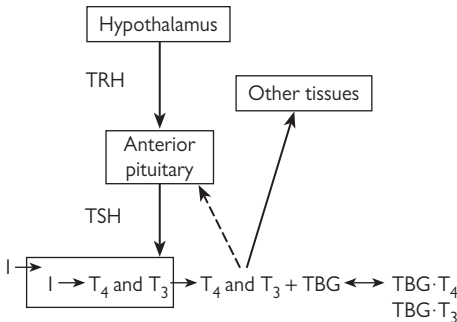 Hypothalamus
TRH
Other tissues
Anterior
pituitary
TSH
I
I
T₄ and T₃
T₄ and T₃ + TBG
TBG·T₄
TBG·T₃